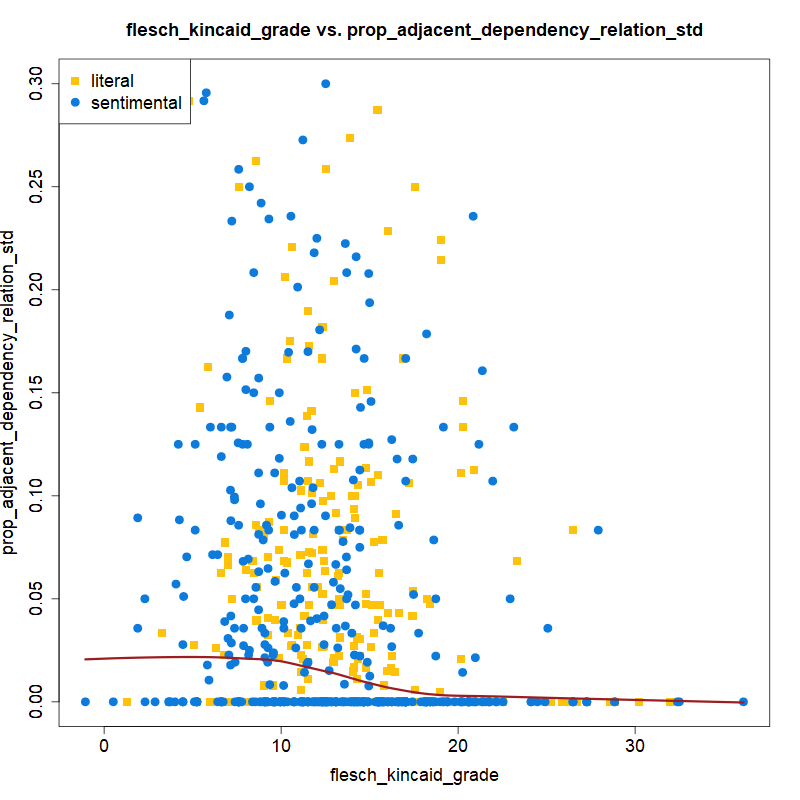 flesch_kincaid_grade vs. prop_adjacent_dependency_relation_std
literal
sentimental
prop_adjacent_dependency_relation_std
0.30
0.25
0.20
0.15
0.10
0.05
0.00
0 10 20 30
flesch_kincaid_grade